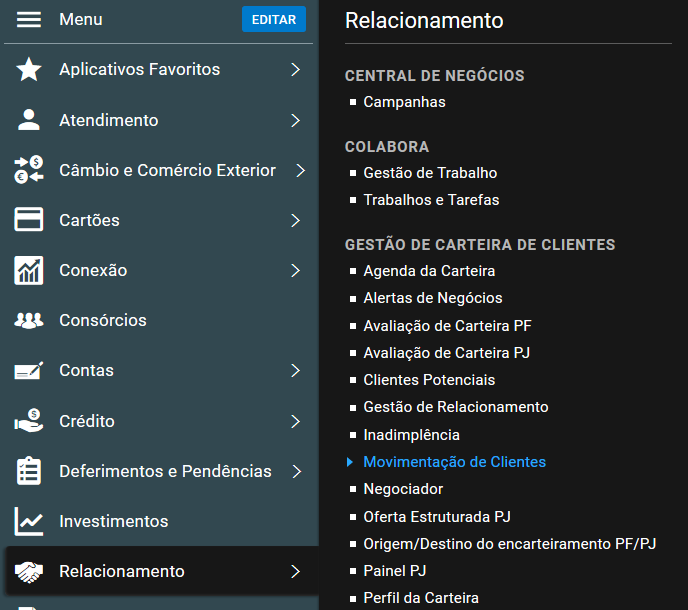 Menu
EDITAR
Aplicativos Favoritos
Atendimento
Câmbio e Comércio Exterior
Cartões
Conexão
Consórcios
Contas
Crédito
Deferimentos e Pendências
Investimentos
Relacionamento
Relacionamento
CENTRAL DE NEGÓCIOS
Campanhas
COLABORA
Gestão de Trabalho
Trabalhos e Tarefas
GESTÃO DE CARTEIRA DE CLIENTES
Agenda da Carteira
Alertas de Negócios
Avaliação de Carteira PF
Avaliação de Carteira PJ
Clientes Potenciais
Gestão de Relacionamento
Inadimplência
Movimentação de Clientes
Negociador
Oferta Estruturada PJ
Origem/Destino do encarteiramento PF/PJ
Painel PJ
Perfil da Carteira